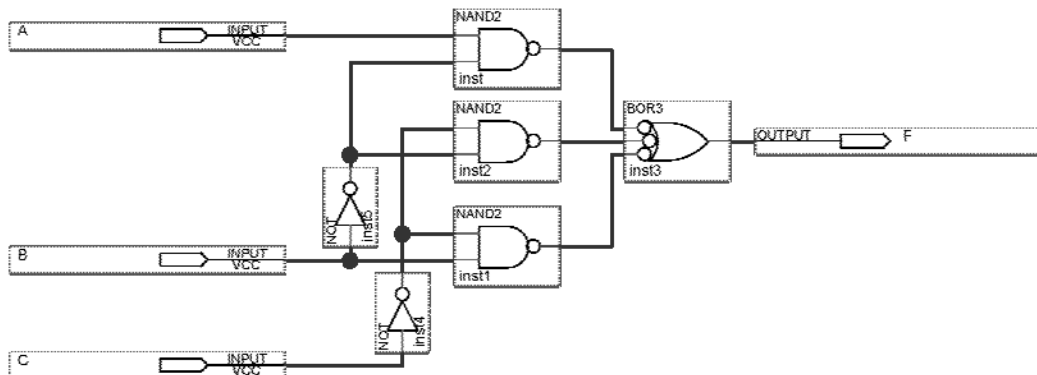 A
INPUT
VCC
NAND2
inst
NAND2
inst2
BOR3
inst3
OUTPUT
F
NOT
inst5
NAND2
inst1
B
INPUT
VCC
NOT
inst4
C
INPUT
VCC